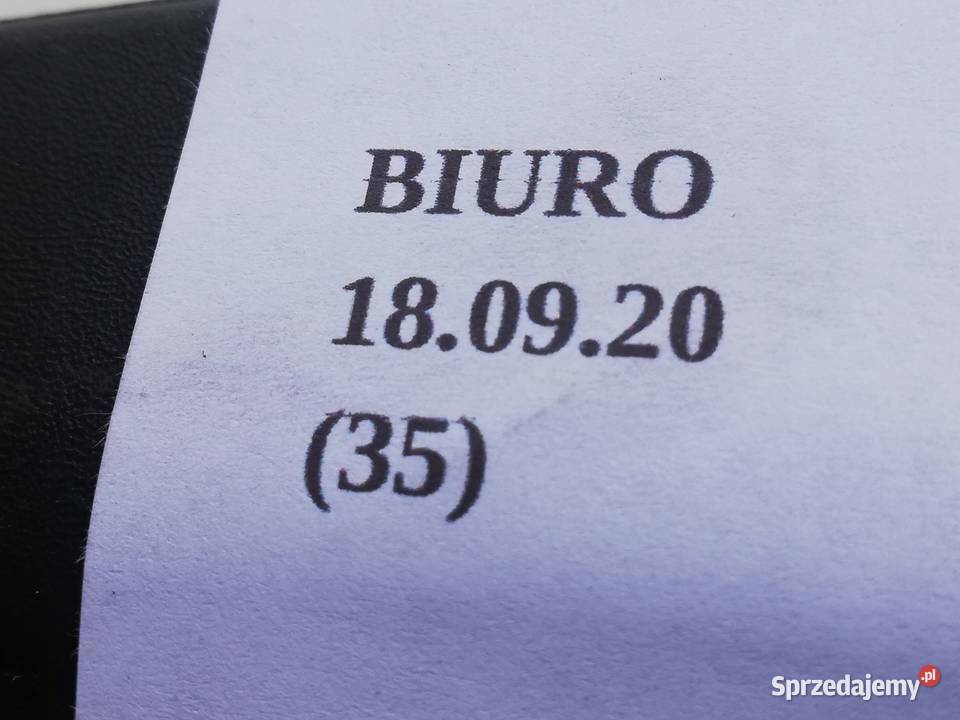 BIURO
18.09.20
(35)
Sprzedajemy.pl